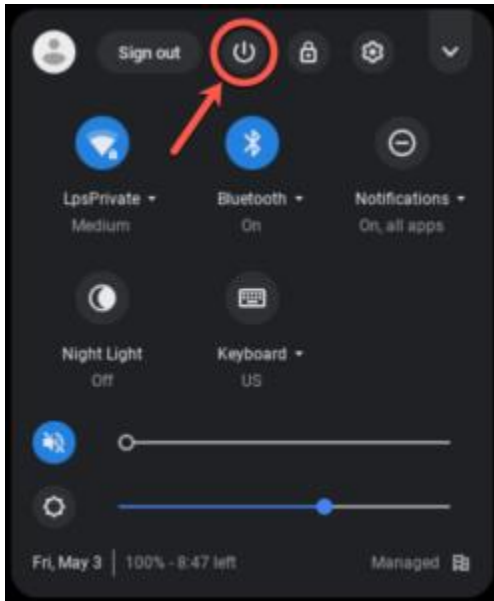 Sign out
LpsPrivate Bluetooth Notifications
Medium On On, all apps
Night Light Keyboard
Off US
Fri, May 3 | 100% - 8:47 left Managed